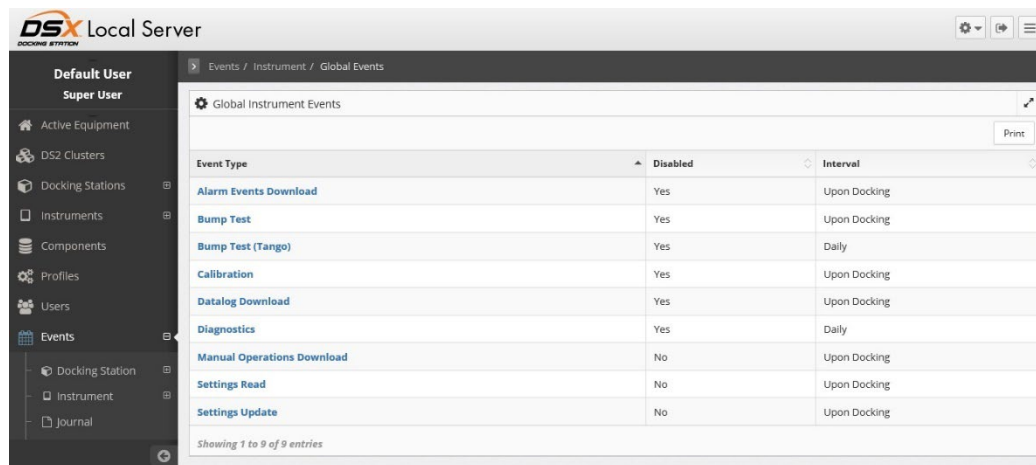 DSX Local Server
DOCKING STATION
Default User
Super User
Active Equipment
DS2 Clusters
Docking Stations
Instruments
Components
Profiles
Users
Events
Docking Station
Instrument
Journal
Events / Instrument / Global Events
Global Instrument Events
Print
Event Type Disabled Interval
Alarm Events Download Yes Upon Docking
Bump Test Yes Upon Docking
Bump Test (Tango) Yes Daily
Calibration Yes Upon Docking
Datalog Download Yes Upon Docking
Diagnostics Yes Daily
Manual Operations Download No Upon Docking
Settings Read No Upon Docking
Settings Update No Upon Docking
Showing 1 to 9 of 9 entries